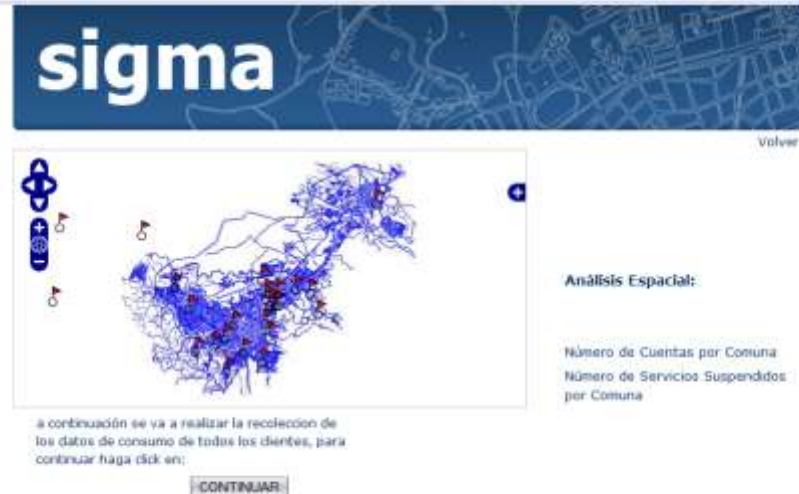 sigma
Volver
Análisis Espacial:
Número de Cuentas por Comuna
Número de Servicios Suspendidos
por Comuna
a continuación se va a realizar la recoleccion de
los datos de consumo de todos los clientes, para
continuar haga click en:
CONTINUAR